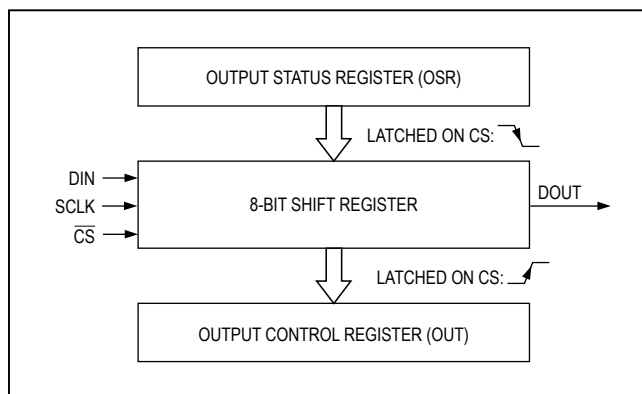 OUTPUT STATUS REGISTER (OSR)
LATCHED ON CS:
DIN
SCLK
C̅S̅
8-BIT SHIFT REGISTER
DOUT
LATCHED ON CS:
OUTPUT CONTROL REGISTER (OUT)